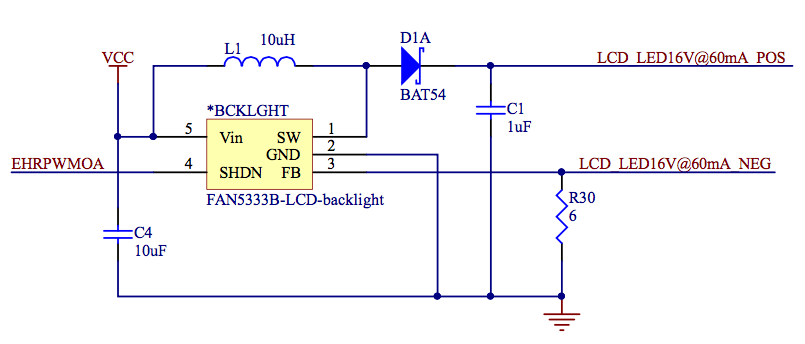 D1A
10uH
L1
VCC
LCD_LED16V@60mA_POS
BAT54
*BCKLGHT
C1
1uF
5
Vin
SW
1
GND
2
EHRPWMOA
4
SHDN
FB
3
LCD_LED16V@60mA_NEG
FAN5333B-LCD-backlight
R30
6
C4
10uF